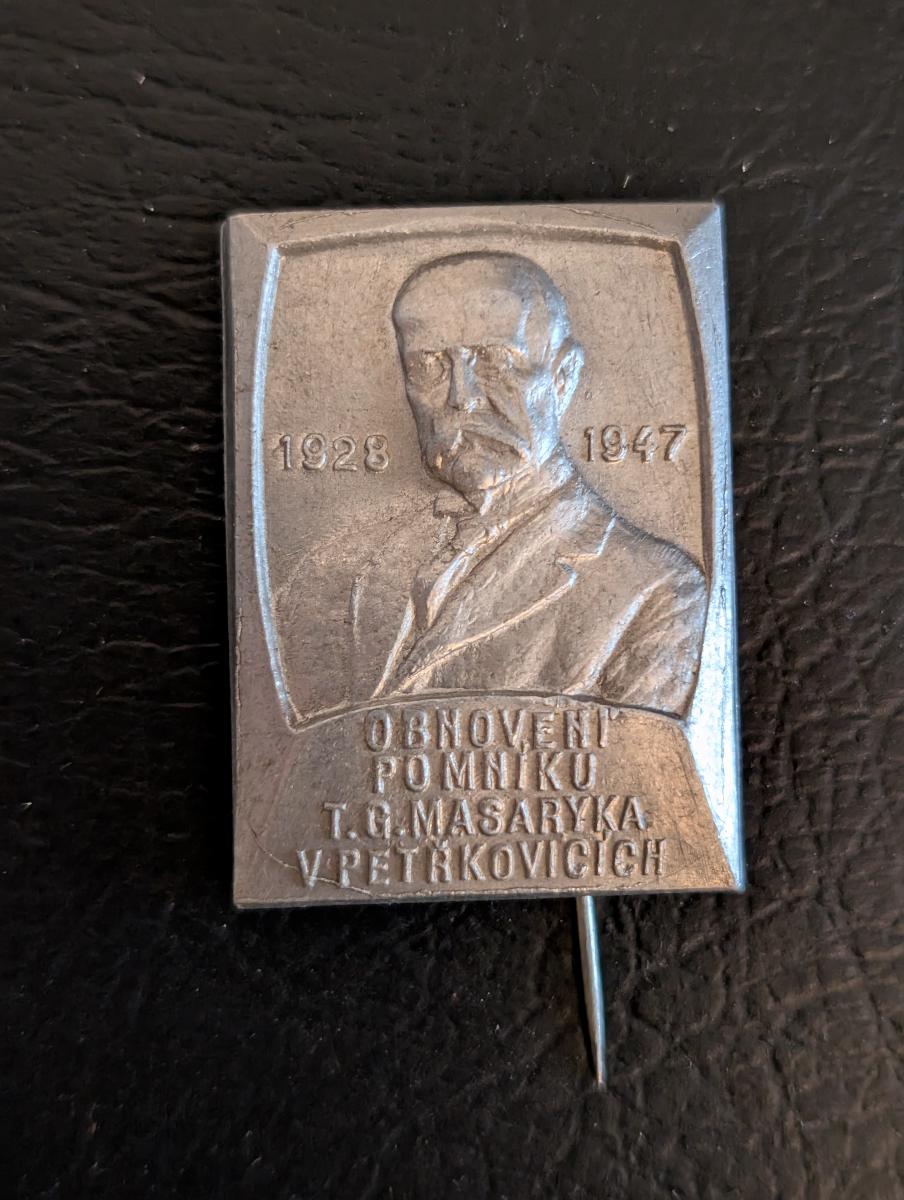 1928 1947
OBNOVENÍ
POMNÍKU
T.G.MASARYKA
V PETŘKOVICÍCH